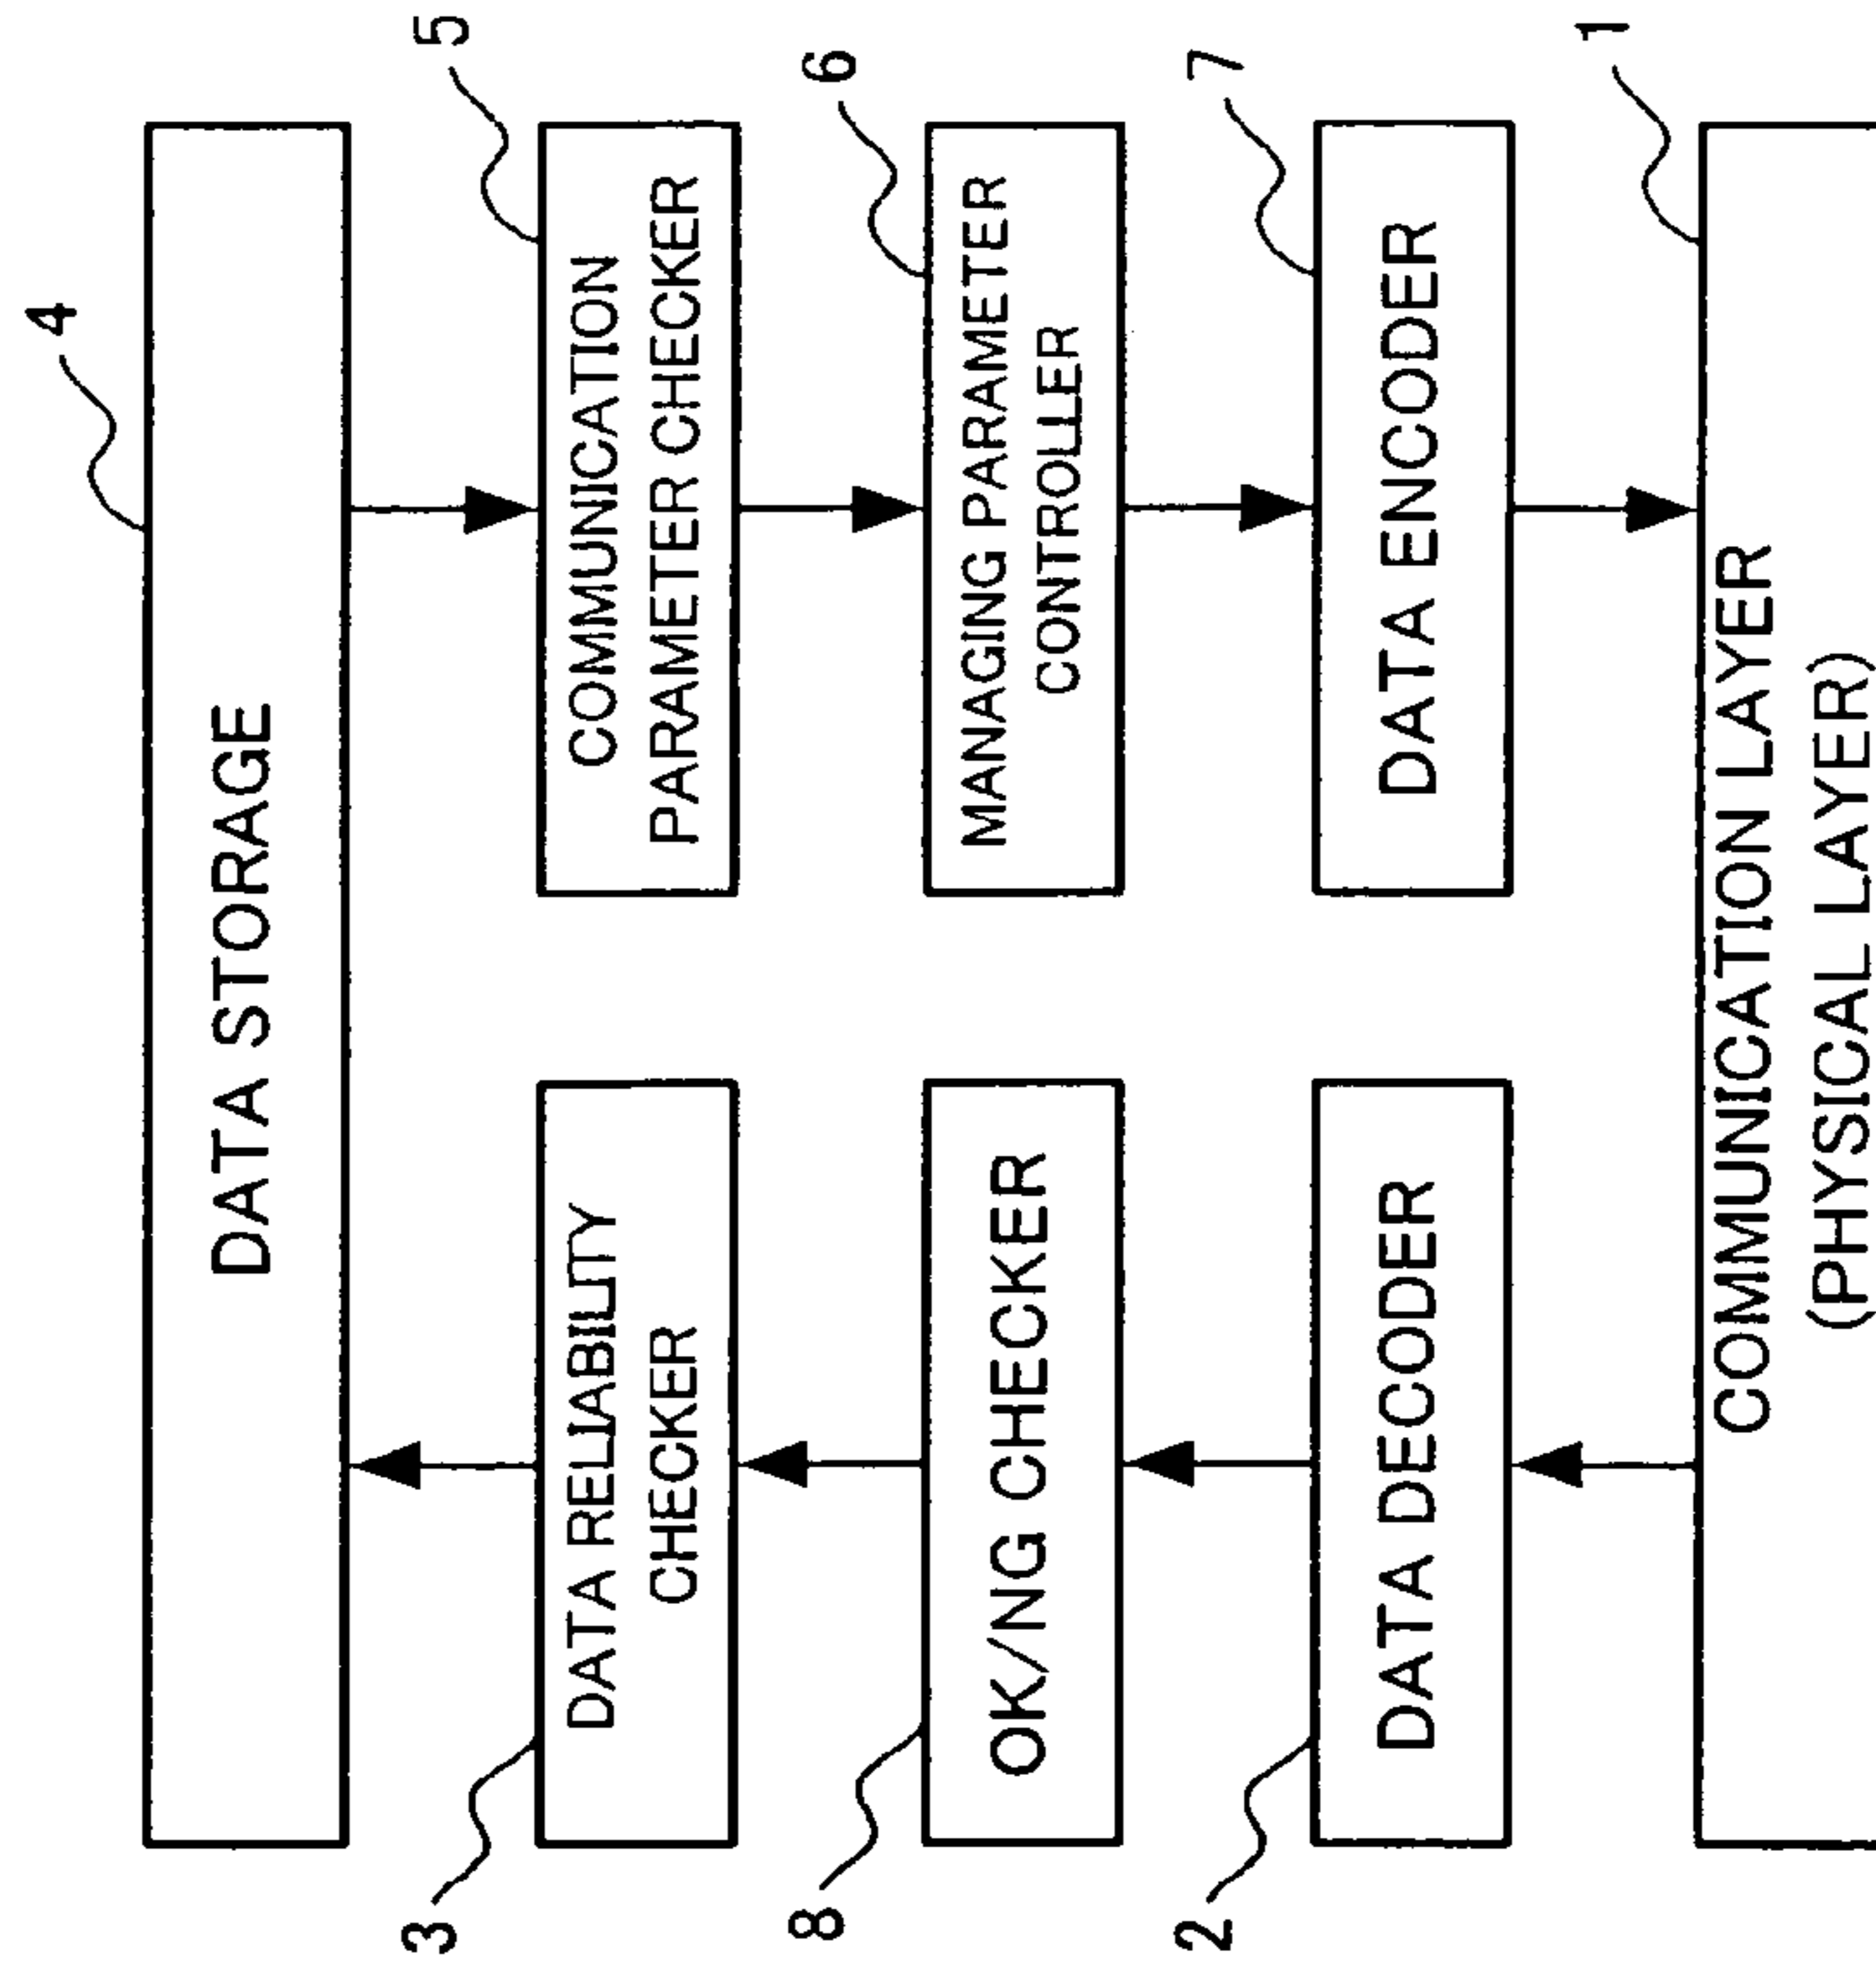 4
DATA STORAGE
3
DATA RELIABILITY
CHECKER
5
COMMUNICATION
PARAMETER CHECKER
8
OK/NG CHECKER
6
MANAGING PARAMETER
CONTROLLER
2
DATA DECODER
7
DATA ENCODER
1
COMMUNICATION LAYER
(PHYSICAL LAYER)